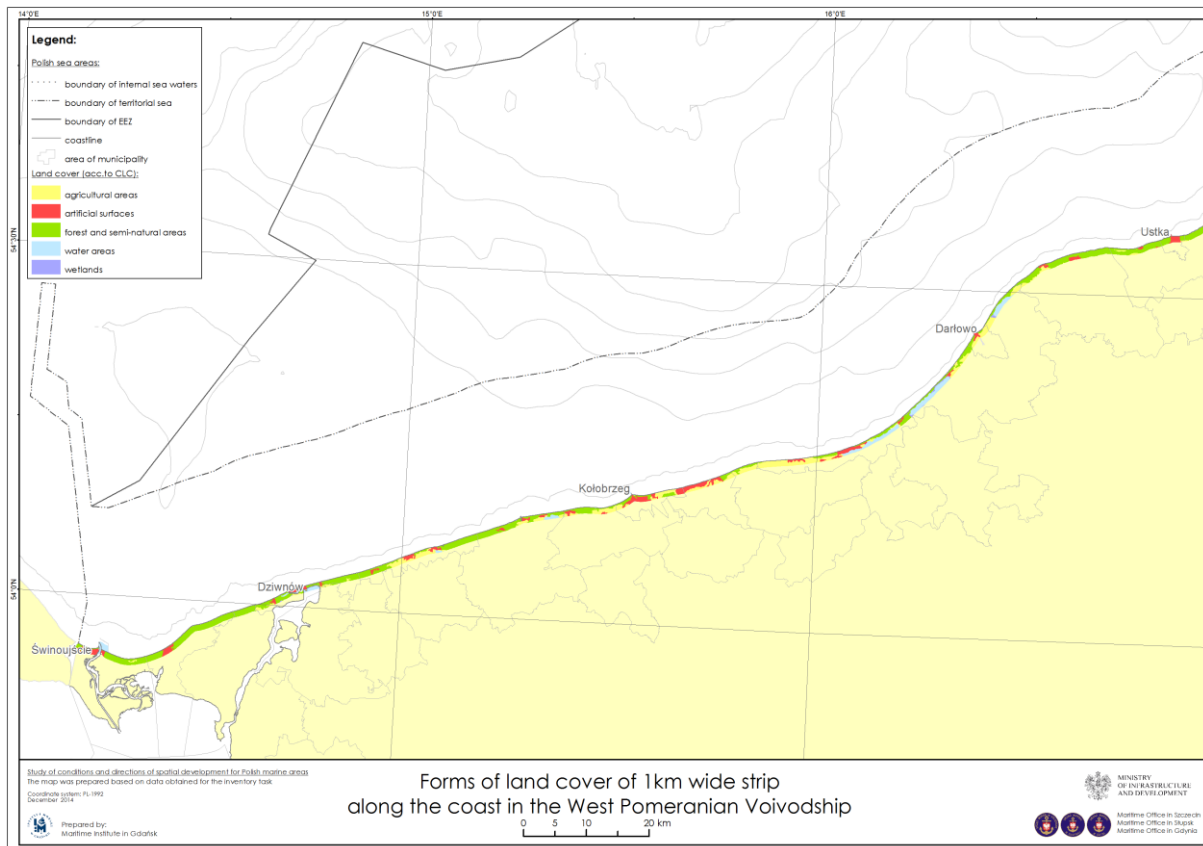 14°0'E
15°0'E
16°0'E
Legend:
Polish sea areas:
boundary of internal sea waters
boundary of territorial sea
boundary of EEZ
coastline
area of municipality
Land cover (acc.to CLC):
agricultural areas
artificial surfaces
forest and semi-natural areas
water areas
wetlands
54°30'N
Ustka
Darłowo
Kołobrzeg
54°0'N
Dziwnów
Świnoujście
Study of conditions and directions of spatial development for Polish marine areas
The map was prepared based on data obtained for the inventory task
Coordinate system: PL-1992
December 2014
Prepared by:
Maritime Institute in Gdańsk
Forms of land cover of 1km wide strip
along the coast in the West Pomeranian Voivodship
0 5 10 20 km
MINISTRY
OF INFRASTRUCTURE
AND DEVELOPMENT
Maritime Office in Szczecin
Maritime Office in Słupsk
Maritime Office in Gdynia